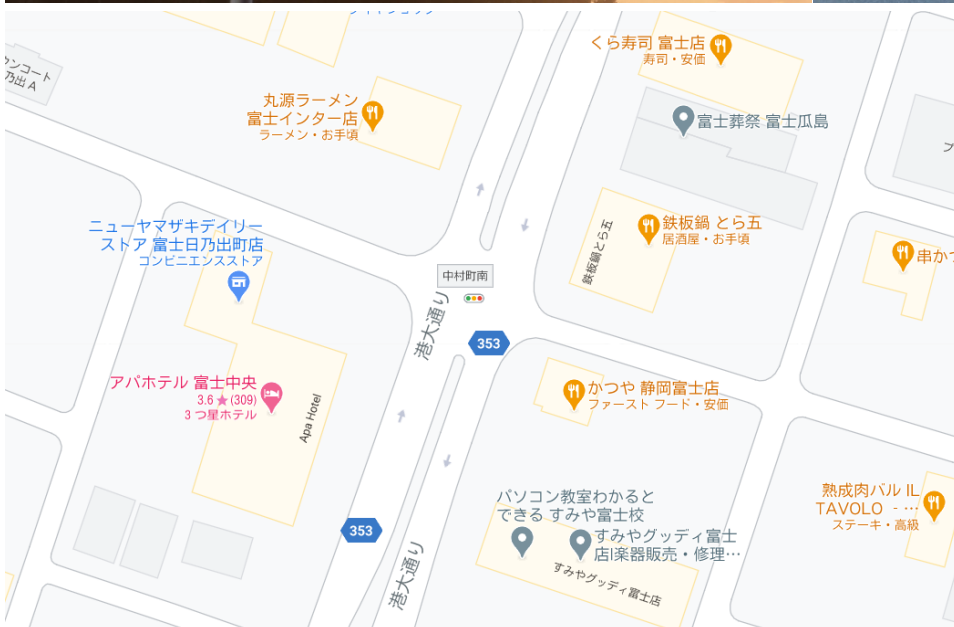 くら寿司 富士店
寿司・安価
ウンコート
乃出 A
丸源ラーメン
富士インター店
ラーメン・お手頃
富士葬祭 富士瓜島
ニューヤマザキデイリー
ストア 富士日乃出町店
コンビニエンスストア
鉄板鍋 とら五
居酒屋・お手頃
鉄板鍋とら五
串か
中村町南
港大通り
353
アパホテル 富士中央
3.6 ★ (309)
3 つ星ホテル
Apa Hotel
かつや 静岡富士店
ファースト フード・安価
パソコン教室わかると
できる すみや富士校
すみやグッディ富士
店|楽器販売・修理…
すみやグッディ富士店
熟成肉バル IL
TAVOLO - …
ステーキ・高級
353
港大通り